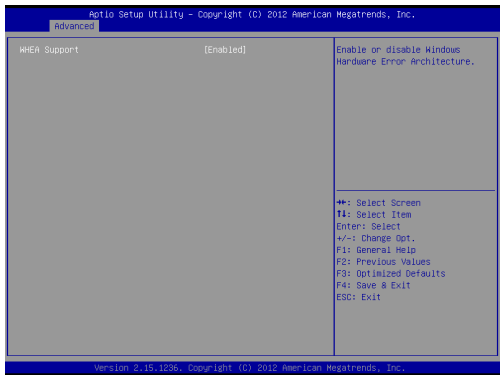 Aptio Setup Utility – Copyright (C) 2012 American Megatrends, Inc.
Advanced
WHEA Support [Enabled]
Enable or disable Windows
Hardware Error Architecture.
→←: Select Screen
↑↓: Select Item
Enter: Select
+/-: Change Opt.
F1: General Help
F2: Previous Values
F3: Optimized Defaults
F4: Save & Exit
ESC: Exit
Version 2.15.1236. Copyright (C) 2012 American Megatrends, Inc.